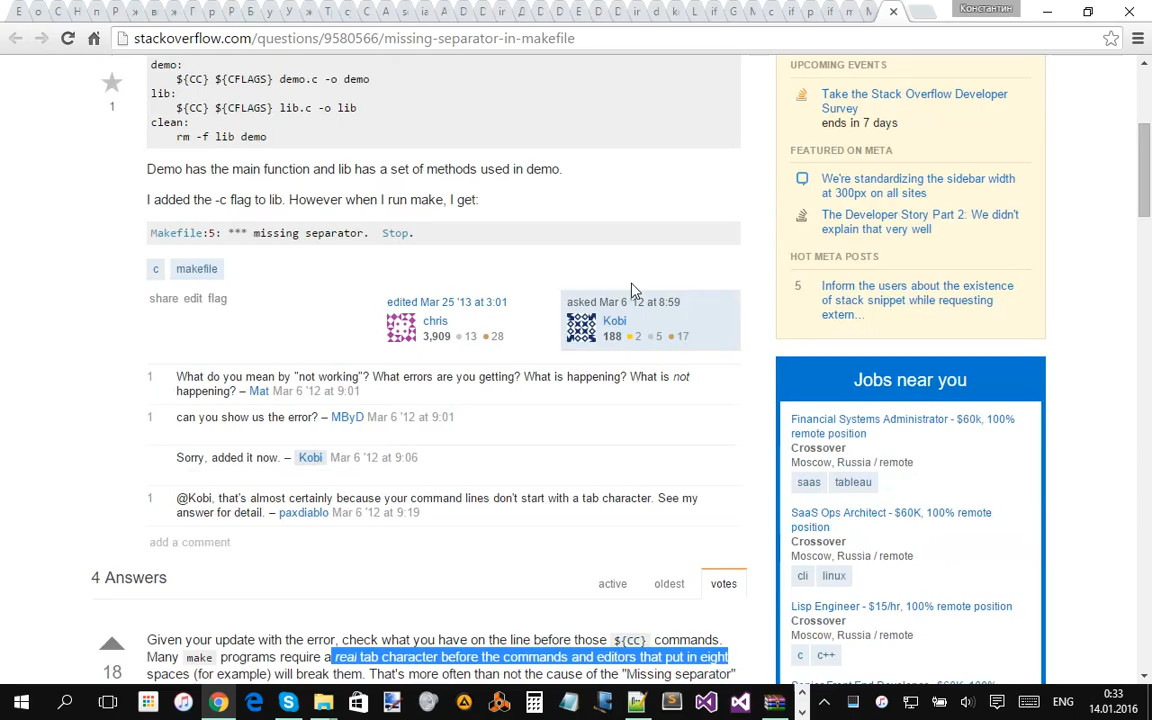 Константин
stackoverflow.com/questions/9580566/missing-separator-in-makefile
demo:
${CC} ${CFLAGS} demo.c -o demo
lib:
${CC} ${CFLAGS} lib.c -o lib
clean:
rm -f lib demo
1
Demo has the main function and lib has a set of methods used in demo.
I added the -c flag to lib. However when I run make, I get:
Makefile:5: *** missing separator.  Stop.
c makefile
share edit flag
edited Mar 25 '13 at 3:01
chris
3,909 13 28
asked Mar 6 '12 at 8:59
Kobi
188 2 5 17
1 What do you mean by "not working"? What errors are you getting? What is happening? What is not
happening? – Mat Mar 6 '12 at 9:01
1 can you show us the error? – MByD Mar 6 '12 at 9:01
Sorry, added it now. – Kobi Mar 6 '12 at 9:06
1 @Kobi, that's almost certainly because your command lines don't start with a tab character. See my
answer for detail. – paxdiablo Mar 6 '12 at 9:19
add a comment
4 Answers
active oldest votes
18
Given your update with the error, check what you have on the line before those ${CC} commands.
Many make programs require a real tab character before the commands and editors that put in eight
spaces (for example) will break them. That's more often than not the cause of the "Missing separator"
UPCOMING EVENTS
Take the Stack Overflow Developer
Survey
ends in 7 days
FEATURED ON META
We're standardizing the sidebar width
at 300px on all sites
The Developer Story Part 2: We didn't
explain that very well
HOT META POSTS
5 Inform the users about the existence
of stack snippet while requesting
extern...
Jobs near you
Financial Systems Administrator - $60k, 100%
remote position
Crossover
Moscow, Russia / remote
saas tableau
SaaS Ops Architect - $60K, 100% remote
position
Crossover
Moscow, Russia / remote
cli linux
Lisp Engineer - $15/hr, 100% remote position
Crossover
Moscow, Russia / remote
c c++
ENG
0:33
14.01.2016